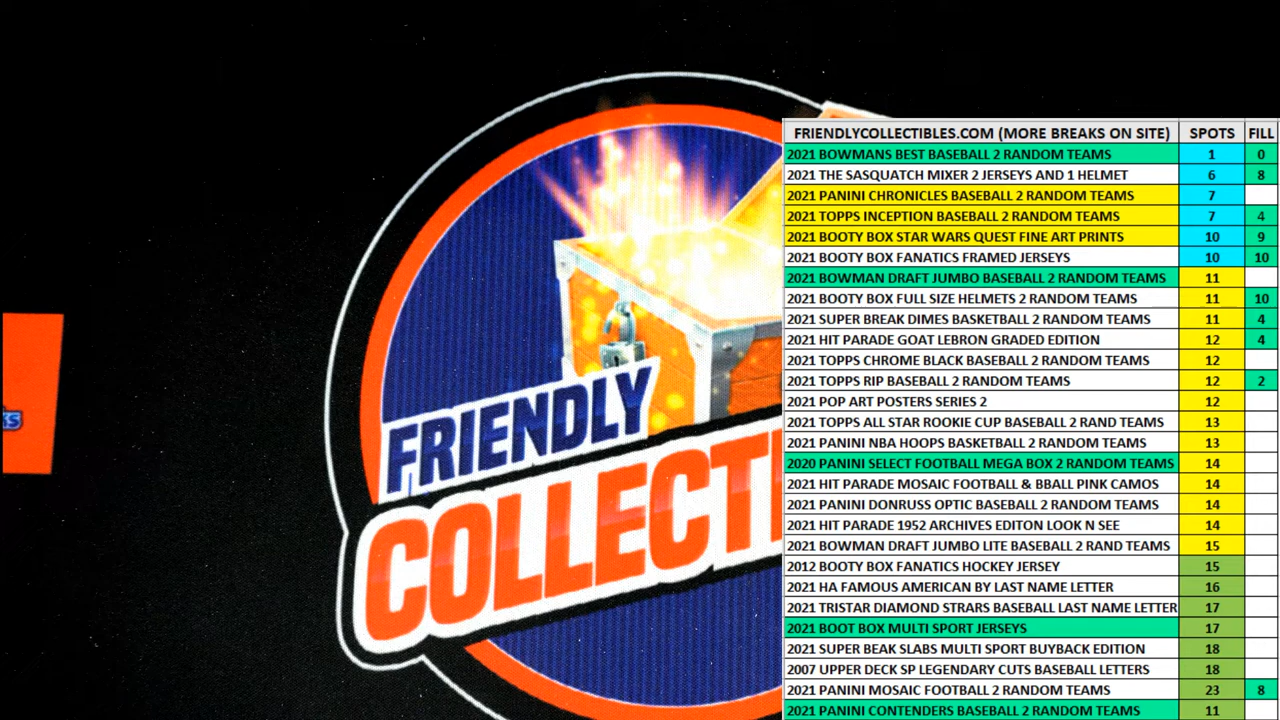 KS
FRIENDLY
COLLECTI
FRIENDLYCOLLECTIBLES.COM (MORE BREAKS ON SITE) SPOTS FILL
2021 BOWMANS BEST BASEBALL 2 RANDOM TEAMS 1 0
2021 THE SASQUATCH MIXER 2 JERSEYS AND 1 HELMET 6 8
2021 PANINI CHRONICLES BASEBALL 2 RANDOM TEAMS 7
2021 TOPPS INCEPTION BASEBALL 2 RANDOM TEAMS 7 4
2021 BOOTY BOX STAR WARS QUEST FINE ART PRINTS 10 9
2021 BOOTY BOX FANATICS FRAMED JERSEYS 10 10
2021 BOWMAN DRAFT JUMBO BASEBALL 2 RANDOM TEAMS 11
2021 BOOTY BOX FULL SIZE HELMETS 2 RANDOM TEAMS 11 10
2021 SUPER BREAK DIMES BASKETBALL 2 RANDOM TEAMS 11 4
2021 HIT PARADE GOAT LEBRON GRADED EDITION 12 4
2021 TOPPS CHROME BLACK BASEBALL 2 RANDOM TEAMS 12
2021 TOPPS RIP BASEBALL 2 RANDOM TEAMS 12 2
2021 POP ART POSTERS SERIES 2 12
2021 TOPPS ALL STAR ROOKIE CUP BASEBALL 2 RAND TEAMS 13
2021 PANINI NBA HOOPS BASKETBALL 2 RANDOM TEAMS 13
2020 PANINI SELECT FOOTBALL MEGA BOX 2 RANDOM TEAMS 14
2021 HIT PARADE MOSAIC FOOTBALL & BBALL PINK CAMOS 14
2021 PANINI DONRUSS OPTIC BASEBALL 2 RANDOM TEAMS 14
2021 HIT PARADE 1952 ARCHIVES EDITON LOOK N SEE 14
2021 BOWMAN DRAFT JUMBO LITE BASEBALL 2 RAND TEAMS 15
2012 BOOTY BOX FANATICS HOCKEY JERSEY 15
2021 HA FAMOUS AMERICAN BY LAST NAME LETTER 16
2021 TRISTAR DIAMOND STRARS BASEBALL LAST NAME LETTER 17
2021 BOOT BOX MULTI SPORT JERSEYS 17
2021 SUPER BEAK SLABS MULTI SPORT BUYBACK EDITION 18
2007 UPPER DECK SP LEGENDARY CUTS BASEBALL LETTERS 18
2021 PANINI MOSAIC FOOTBALL 2 RANDOM TEAMS 23 8
2021 PANINI CONTENDERS BASEBALL 2 RANDOM TEAMS 11